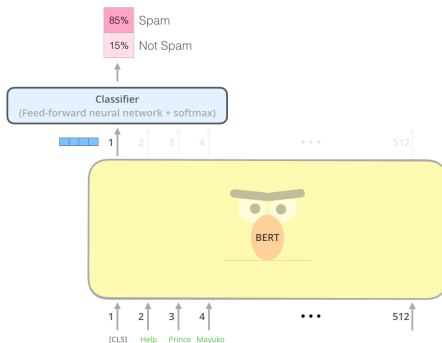 85% Spam
15% Not Spam
Classifier
(Feed-forward neural network + softmax)
1 2 3 4 ••• 512
BERT
1 2 3 4 ••• 512
[CLS] Help Prince Mayuko